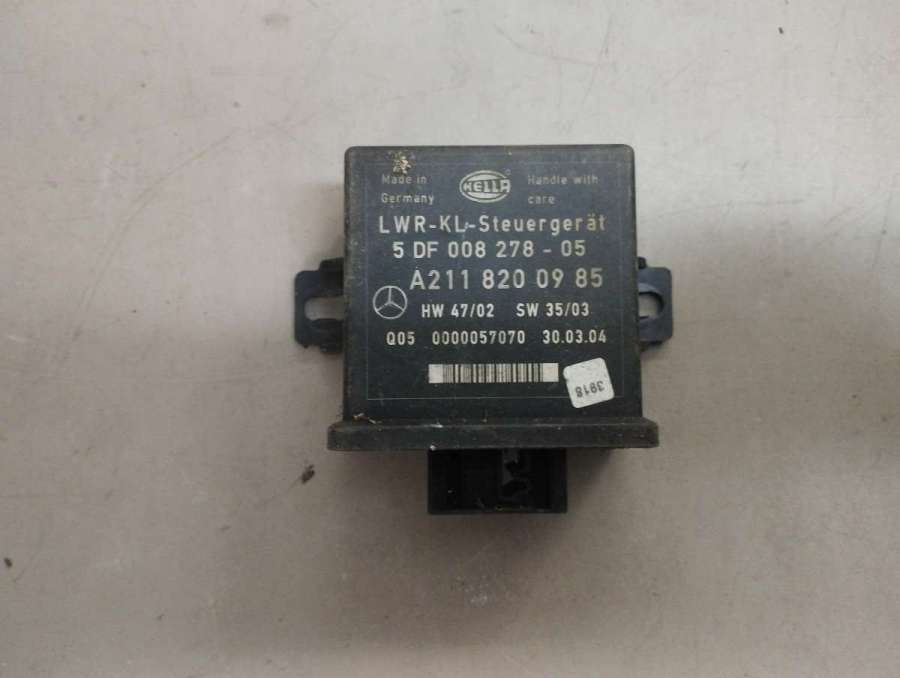 Made in
Germany
HELLA
Handle with
care
LWR-KL-Steuergerät
5 DF 008 278 - 05
A211 820 09 85
HW 47/02 SW 35/03
Q05 0000057070 30.03.04
3918